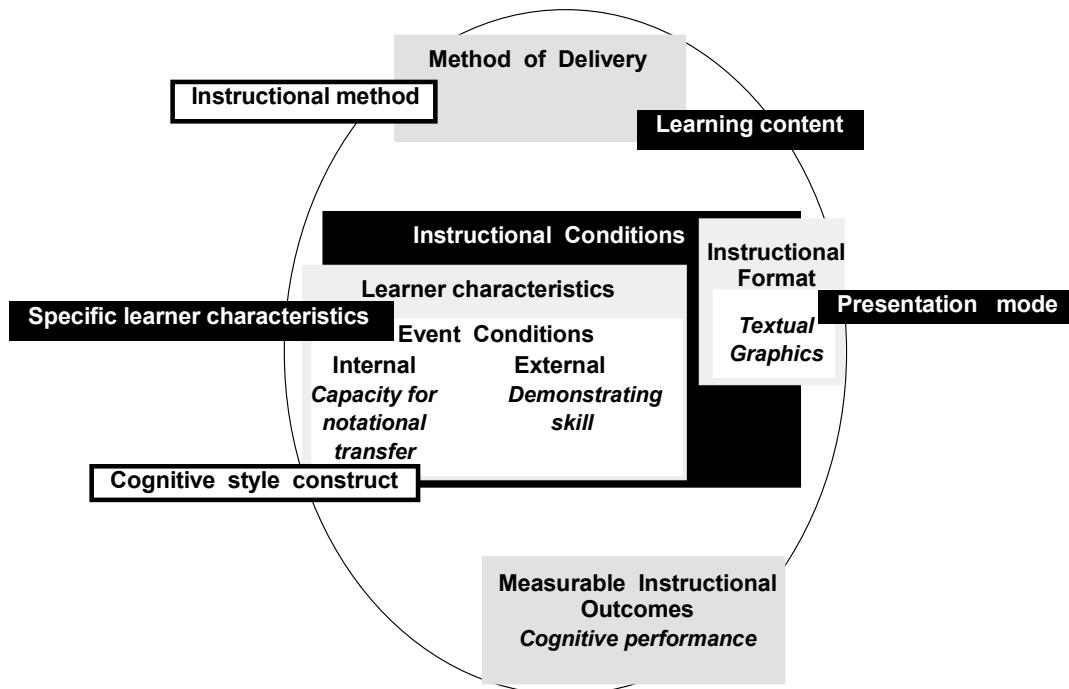 Method of Delivery
Instructional method
Learning content
Instructional Conditions
Instructional
Format
Learner characteristics
Specific learner characteristics
Presentation mode
Textual
Graphics
Event Conditions
Internal
External
Capacity for
notational
transfer
Demonstrating
skill
Cognitive style construct
Measurable Instructional
Outcomes
Cognitive performance